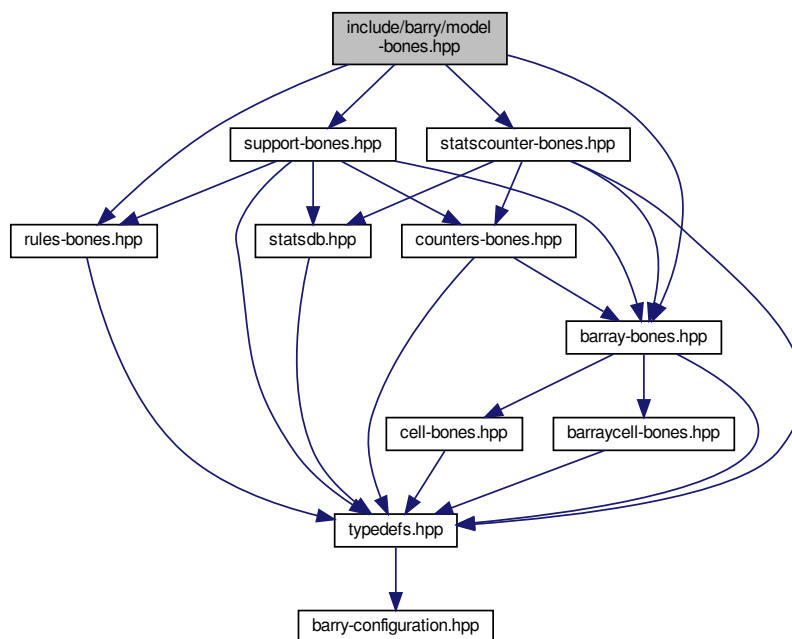 include/barry/model
-bones.hpp
support-bones.hpp
statscounter-bones.hpp
rules-bones.hpp
statsdb.hpp
counters-bones.hpp
barray-bones.hpp
cell-bones.hpp
barraycell-bones.hpp
typedefs.hpp
barry-configuration.hpp